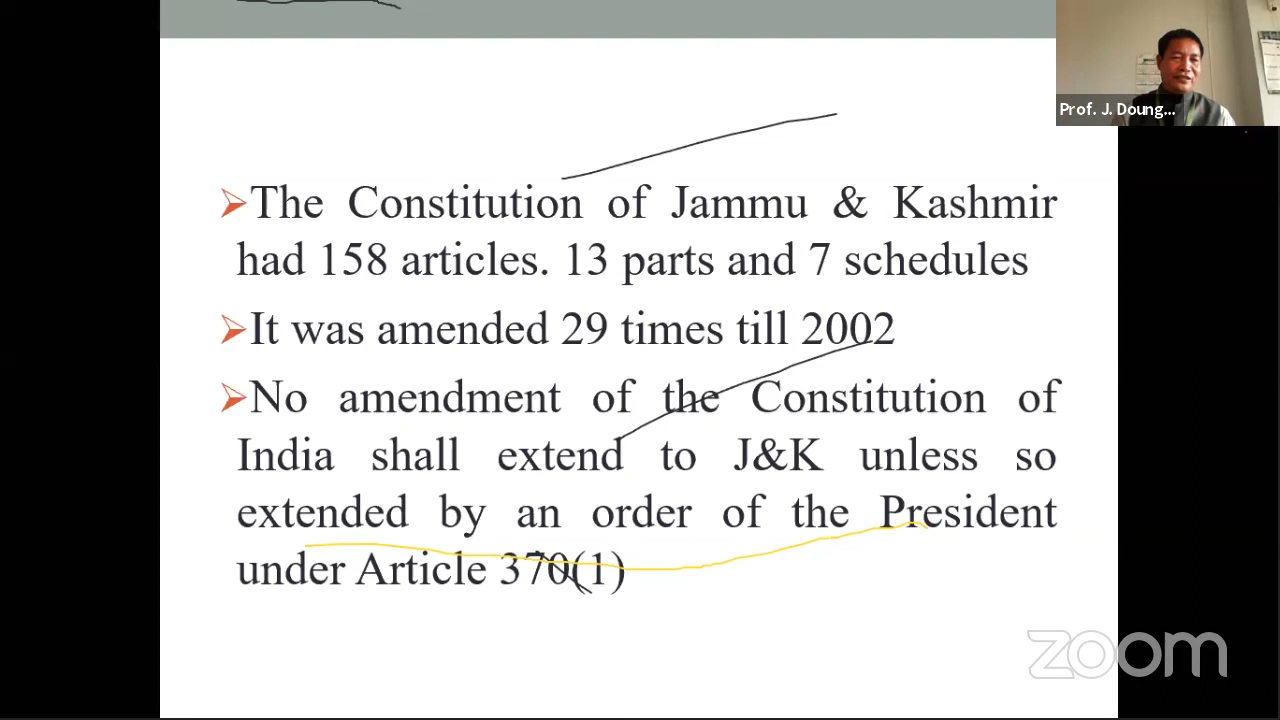 Prof. J. Doung...
➢The Constitution of Jammu & Kashmir
had 158 articles. 13 parts and 7 schedules
➢It was amended 29 times till 2002
➢No amendment of the Constitution of
India shall extend to J&K unless so
extended by an order of the President
under Article 370(1)
zoom